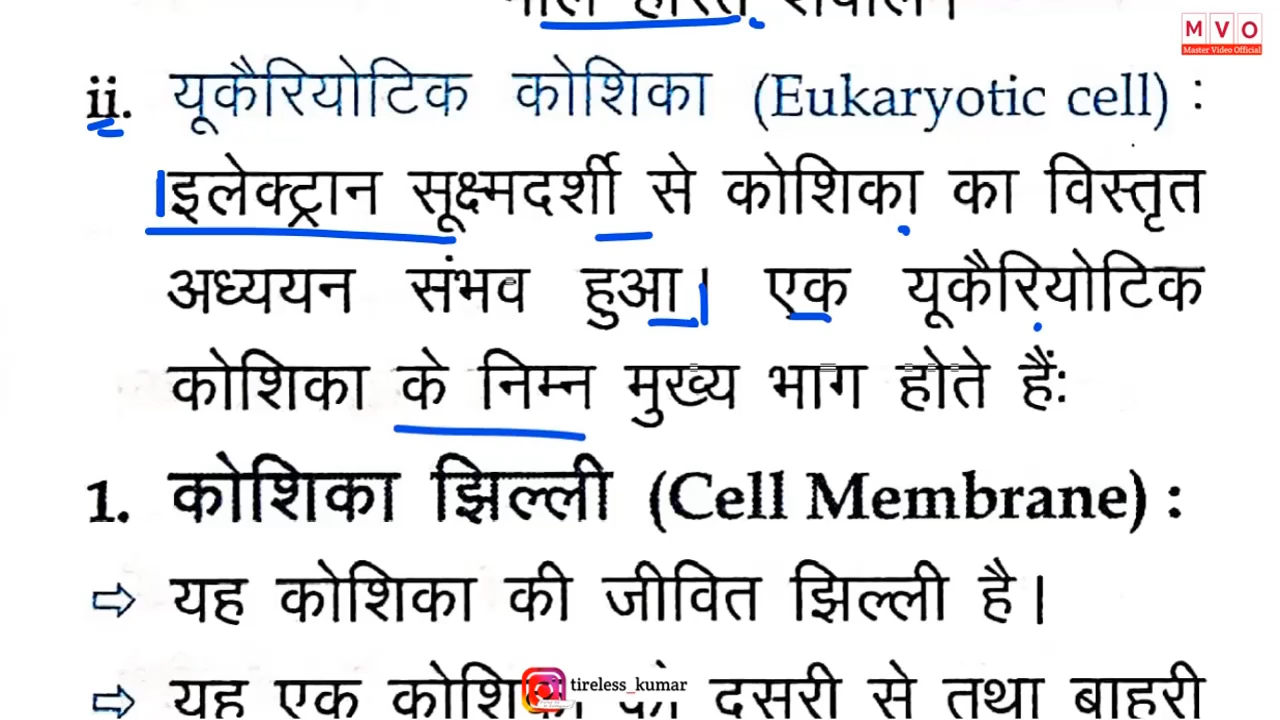 नील हरित शैवाल।
M V O
Master Video Official
ii. यूकैरियोटिक कोशिका (Eukaryotic cell) :
इलेक्ट्रान सूक्ष्मदर्शी से कोशिका का विस्तृत
अध्ययन संभव हुआ। एक यूकैरियोटिक
कोशिका के निम्न मुख्य भाग होते हैंः
1. कोशिका झिल्ली (Cell Membrane) :
⇨ यह कोशिका की जीवित झिल्ली है।
⇨ यह एक कोशिका को दूसरी से तथा बाहरी
tireless_kumar